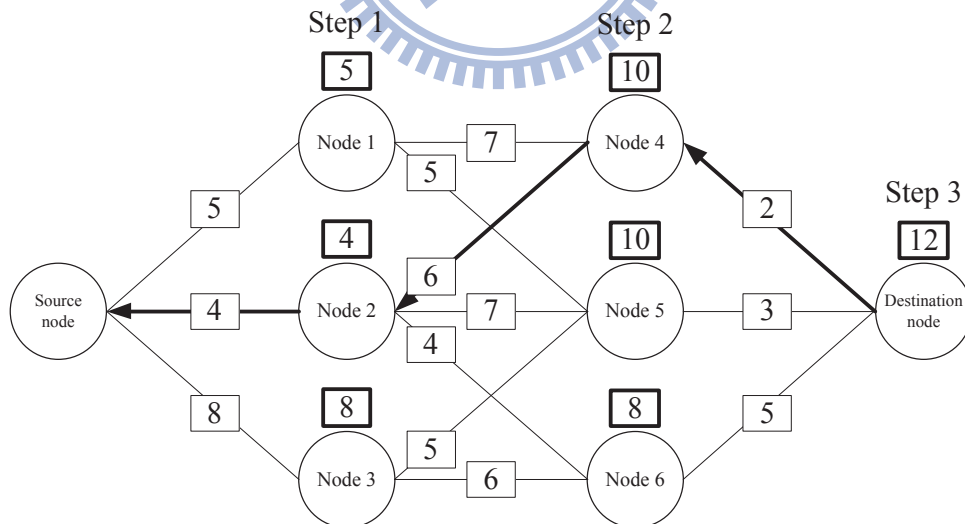 Step 1
Step 2
5
10
Node 1
7
Node 4
5
5
2
Step 3
4
10
12
6
Source node
4
Node 2
7
Node 5
3
Destination node
4
8
8
8
5
5
Node 3
6
Node 6